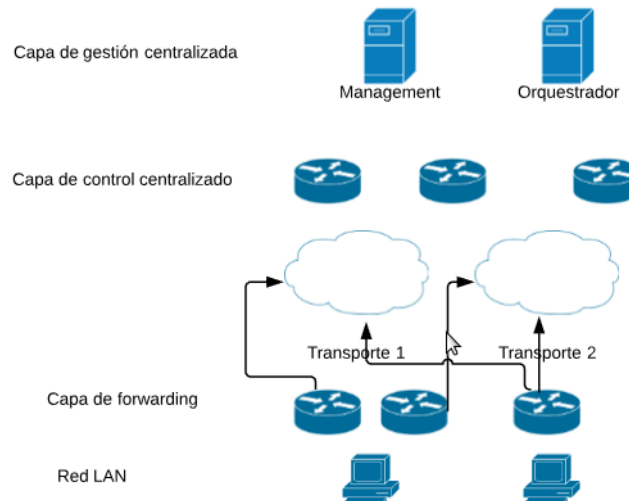 Capa de gestión centralizada
Management
Orquestrador
Capa de control centralizado
Transporte 1
Transporte 2
Capa de forwarding
Red LAN